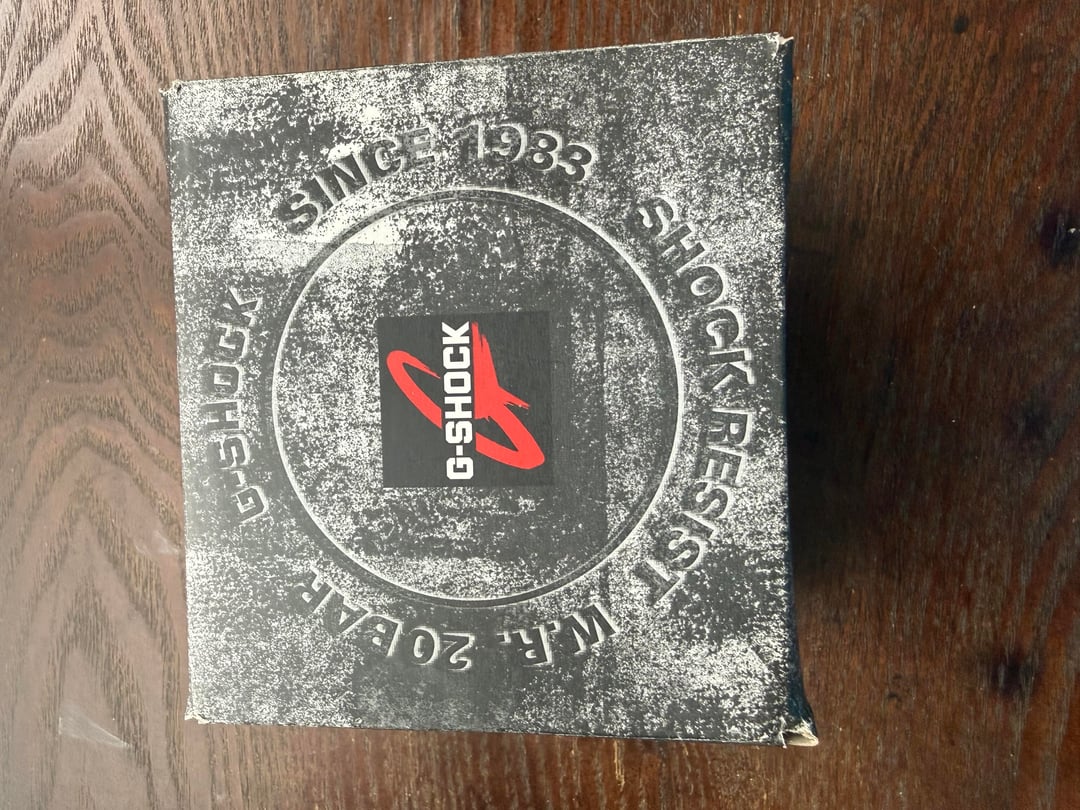 G-SHOCK
SINCE 1983
SHOCK RESIST
W.R. 20BAR
G-SHOCK